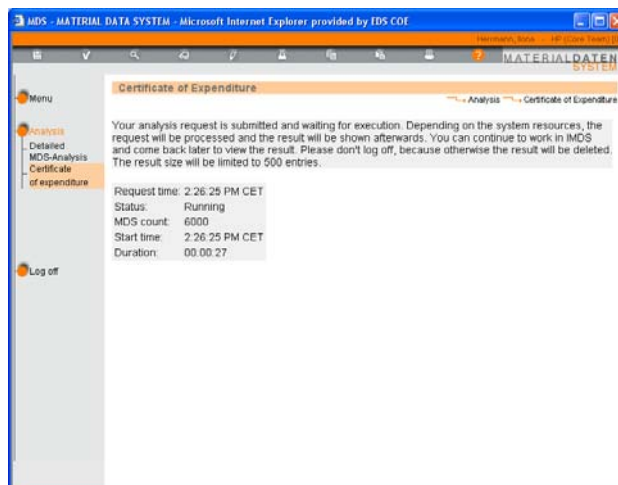 MDS - MATERIAL DATA SYSTEM - Microsoft Internet Explorer provided by EDS COE
Herrmann, Ilona - HP (Core Team)
MATERIALDATEN
SYSTEM
Menu
Analysis
Detailed
MDS-Analysis
Certificate
of expenditure
Log off
Certificate of Expenditure
Analysis Certificate of Expenditure
Your analysis request is submitted and waiting for execution. Depending on the system resources, the
request will be processed and the result will be shown afterwards. You can continue to work in IMDS
and come back later to view the result. Please don't log off, because otherwise the result will be deleted.
The result size will be limited to 500 entries.
Request time: 2:26:25 PM CET
Status: Running
MDS count: 6000
Start time: 2:26:25 PM CET
Duration: 00:00:27